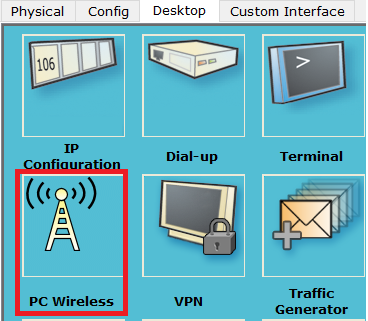 Physical Config Desktop Custom Interface
106
>
IP
Configuration
Dial-up
Terminal
PC Wireless
VPN
Traffic
Generator